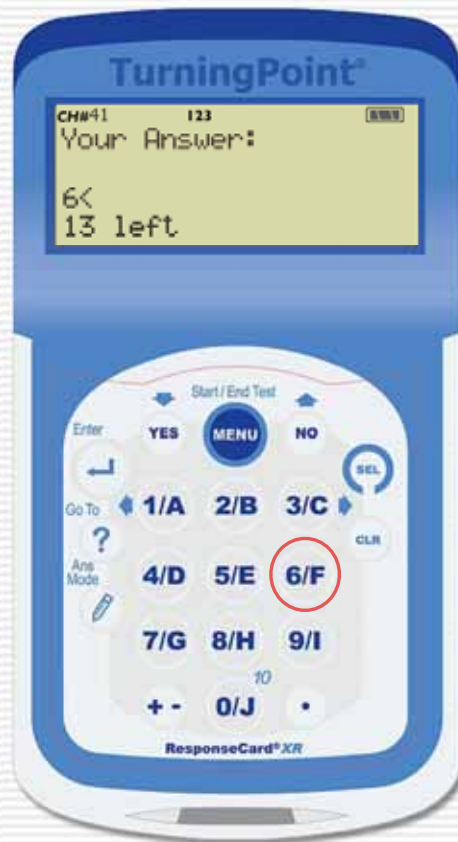 TurningPoint®
CH#41 123
Your Answer:
6<
13 left
Start / End Test
Enter YES MENU NO
SEL
Go To 1/A 2/B 3/C
? CLR
Ans
Mode 4/D 5/E 6/F
7/G 8/H 9/I
10
+ - 0/J •
ResponseCard® XR